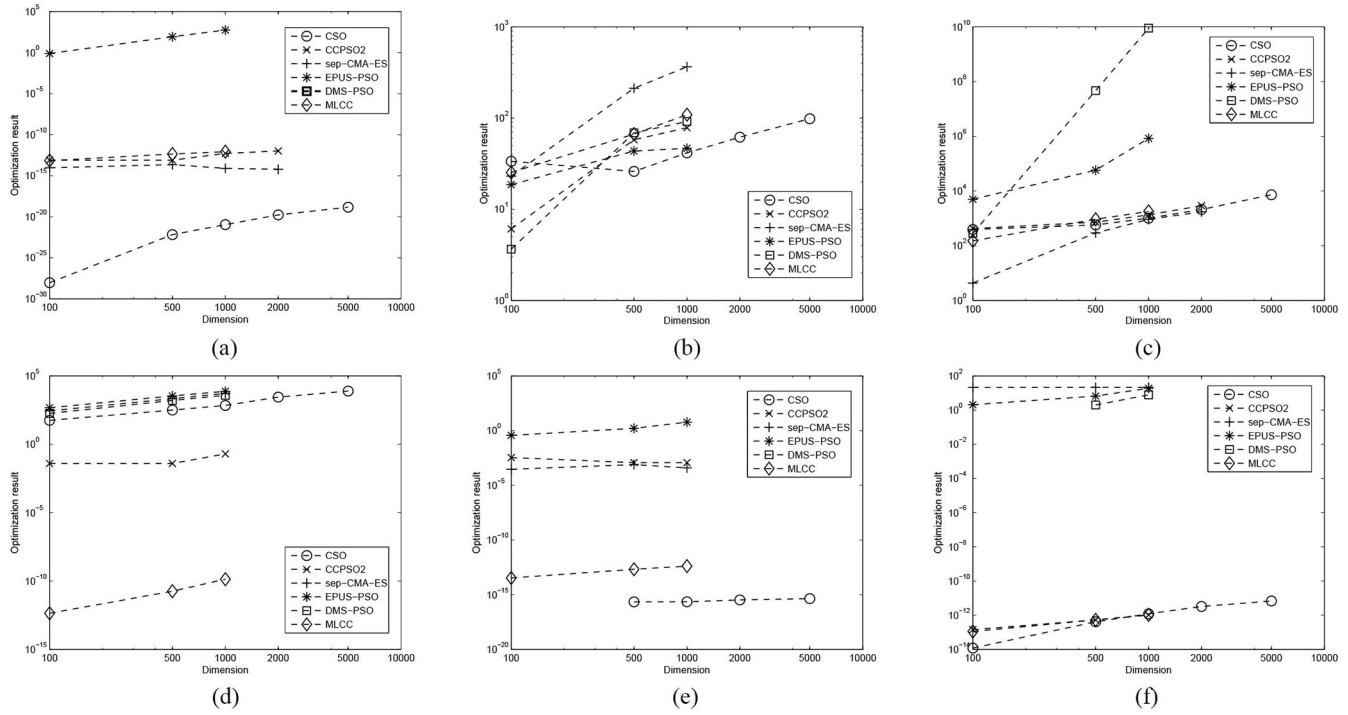 10^5
10^0
10^-5
10^-10
10^-15
10^-20
10^-25
10^-30
Optimization result
100
500
1000
2000
5000
10000
Dimension
CSO
CCPSO2
sep-CMA-ES
EPUS-PSO
DMS-PSO
MLCC
(a)
10^3
10^2
10^1
10^0
Optimization result
100
500
1000
2000
5000
10000
Dimension
CSO
CCPSO2
sep-CMA-ES
EPUS-PSO
DMS-PSO
MLCC
(b)
10^10
10^8
10^6
10^4
10^2
10^0
Optimization result
100
500
1000
2000
5000
10000
Dimension
CSO
CCPSO2
sep-CMA-ES
EPUS-PSO
DMS-PSO
MLCC
(c)
10^5
10^0
10^-5
10^-10
10^-15
Optimization result
100
500
1000
2000
5000
10000
Dimension
CSO
CCPSO2
sep-CMA-ES
EPUS-PSO
DMS-PSO
MLCC
(d)
10^5
10^0
10^-5
10^-10
10^-15
10^-20
Optimization result
100
500
1000
2000
5000
10000
Dimension
CSO
CCPSO2
sep-CMA-ES
EPUS-PSO
DMS-PSO
MLCC
(e)
10^2
10^0
10^-2
10^-4
10^-6
10^-8
10^-10
10^-12
10^-14
Optimization result
100
500
1000
2000
5000
10000
Dimension
CSO
CCPSO2
sep-CMA-ES
EPUS-PSO
DMS-PSO
MLCC
(f)